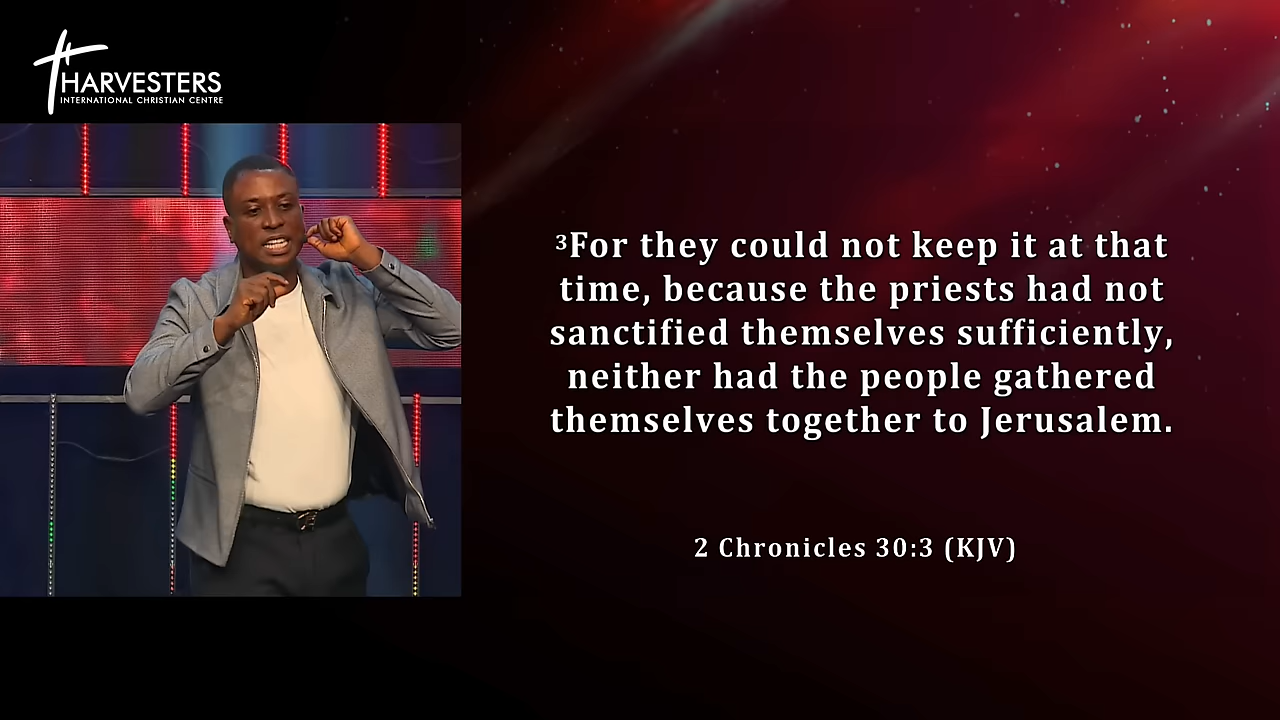 HARVESTERS
INTERNATIONAL CHRISTIAN CENTRE
³For they could not keep it at that
time, because the priests had not
sanctified themselves sufficiently,
neither had the people gathered
themselves together to Jerusalem.
2 Chronicles 30:3 (KJV)